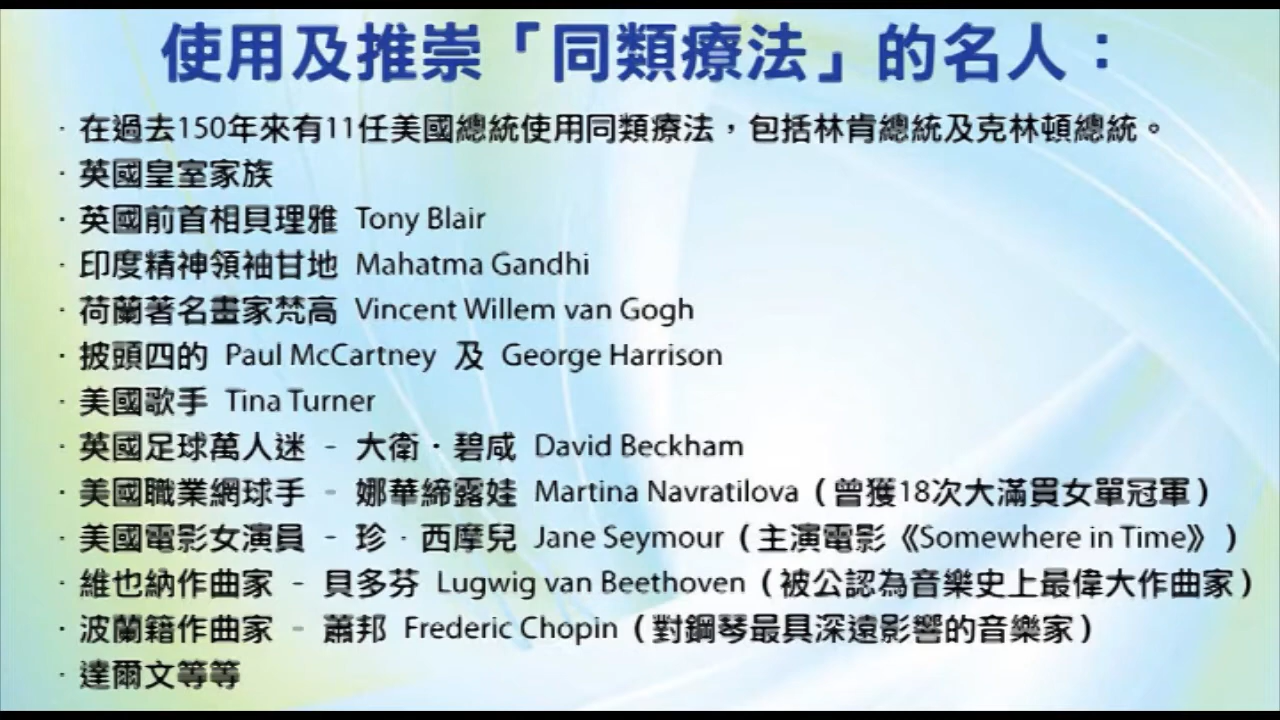 使用及推崇「同類療法」的名人：
· 在過去150年來有11任美國總統使用同類療法，包括林肯總統及克林頓總統。
· 英國皇室家族
· 英國前首相貝理雅 Tony Blair
· 印度精神領袖甘地 Mahatma Gandhi
· 荷蘭著名畫家梵高 Vincent Willem van Gogh
· 披頭四的 Paul McCartney 及 George Harrison
· 美國歌手 Tina Turner
· 英國足球萬人迷 - 大衛·碧咸 David Beckham
· 美國職業網球手 - 娜華締露娃 Martina Navratilova（曾獲18次大滿買女單冠軍）
· 美國電影女演員 - 珍·西摩兒 Jane Seymour（主演電影《Somewhere in Time》）
· 維也納作曲家 - 貝多芬 Lugwig van Beethoven（被公認為音樂史上最偉大作曲家）
· 波蘭籍作曲家 - 蕭邦 Frederic Chopin（對鋼琴最具深遠影響的音樂家）
· 達爾文等等